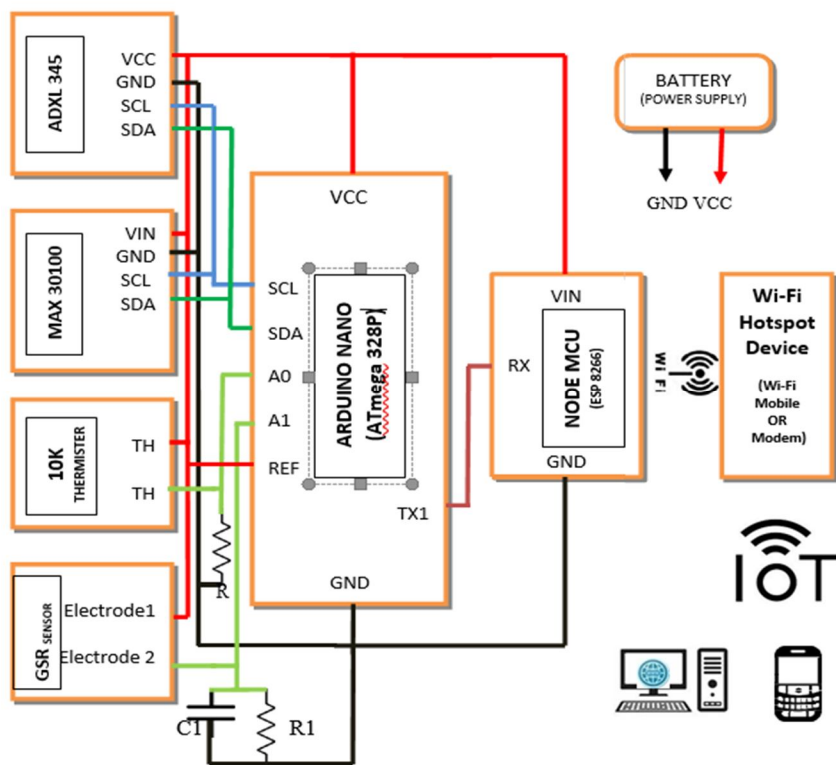 ADXL 345
VCC
GND
SCL
SDA
MAX 30100
VIN
GND
SCL
SDA
10K
THERMISTER
TH
TH
GSR SENSOR
Electrode1
Electrode 2
R
C1
R1
VCC
SCL
SDA
A0
A1
REF
TX1
GND
ARDUINO NANO
(ATmega 328P)
VIN
RX
GND
NODE MCU
(ESP 8266)
BATTERY
(POWER SUPPLY)
GND VCC
Wi Fi
Wi-Fi
Hotspot
Device
(Wi-Fi
Mobile
OR
Modem)
IoT